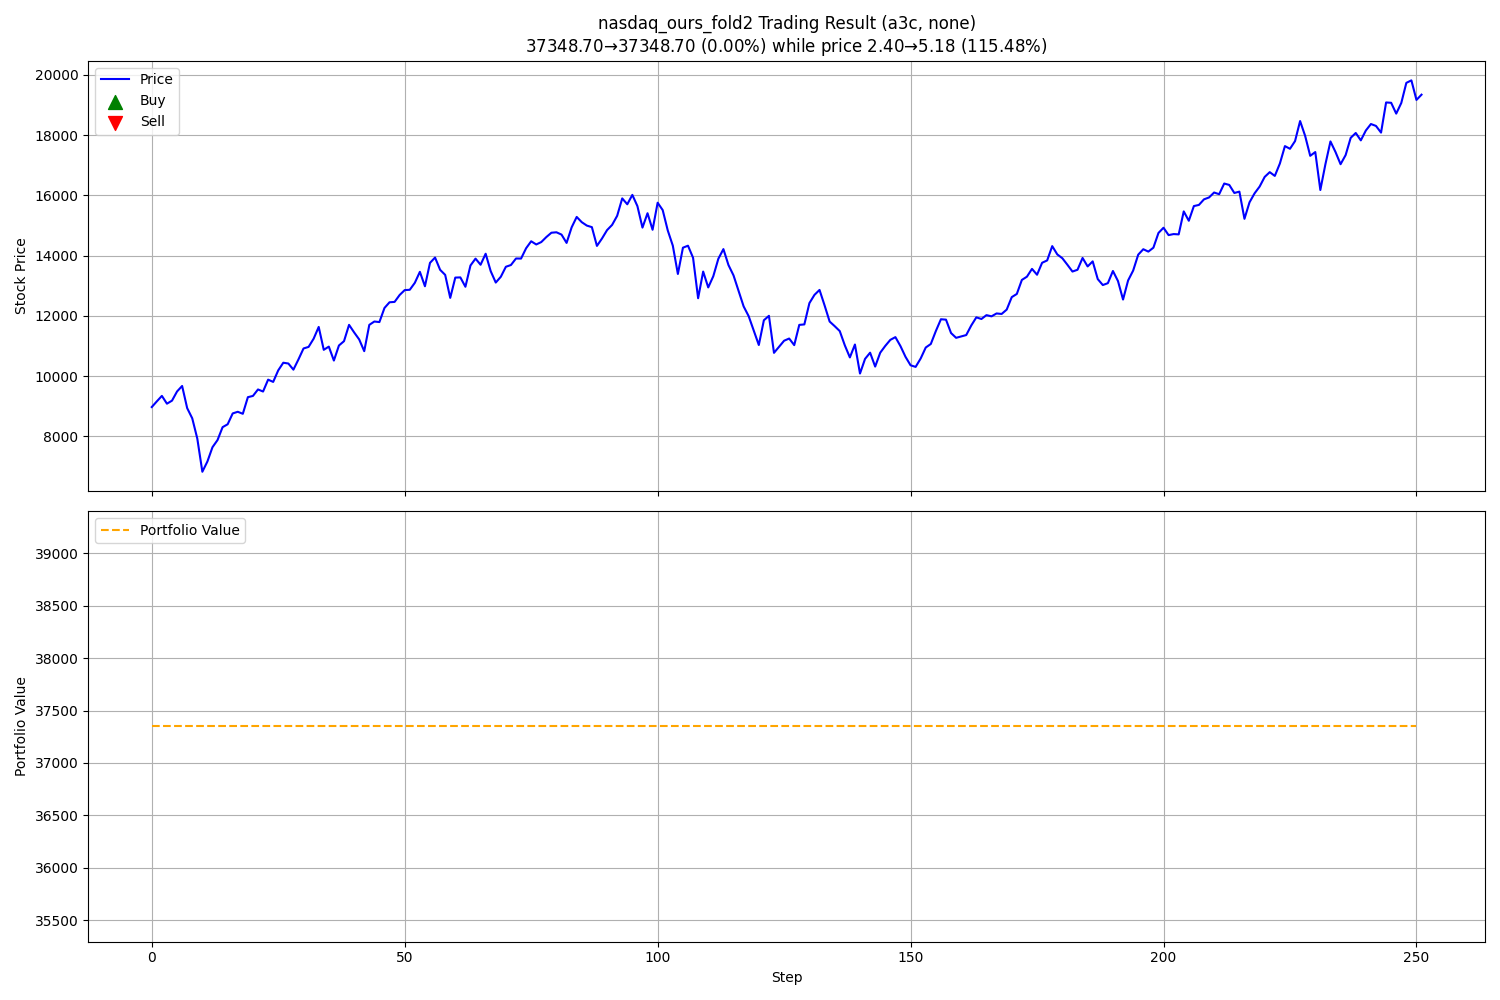 nasdaq_ours_fold2 Trading Result (a3c, none)
37348.70→37348.70 (0.00%) while price 2.40→5.18 (115.48%)
Price
Buy
Sell
Stock Price
20000
18000
16000
14000
12000
10000
8000
Portfolio Value
Portfolio Value
39000
38500
38000
37500
37000
36500
36000
35500
0
50
100
150
200
250
Step